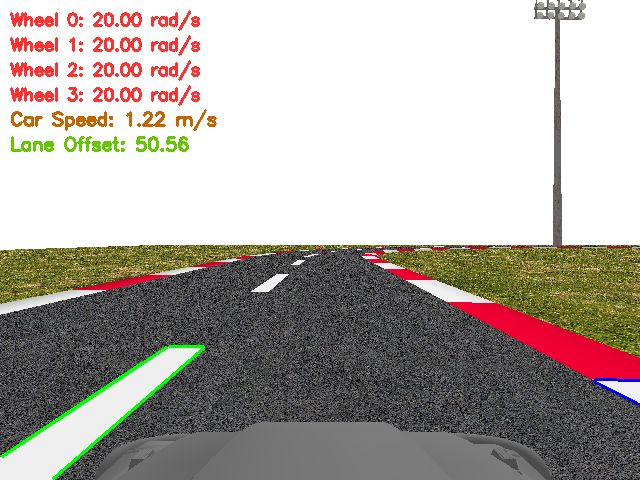 Wheel 0: 20.00 rad/s
Wheel 1: 20.00 rad/s
Wheel 2: 20.00 rad/s
Wheel 3: 20.00 rad/s
Car Speed: 1.22 m/s
Lane Offset: 50.56